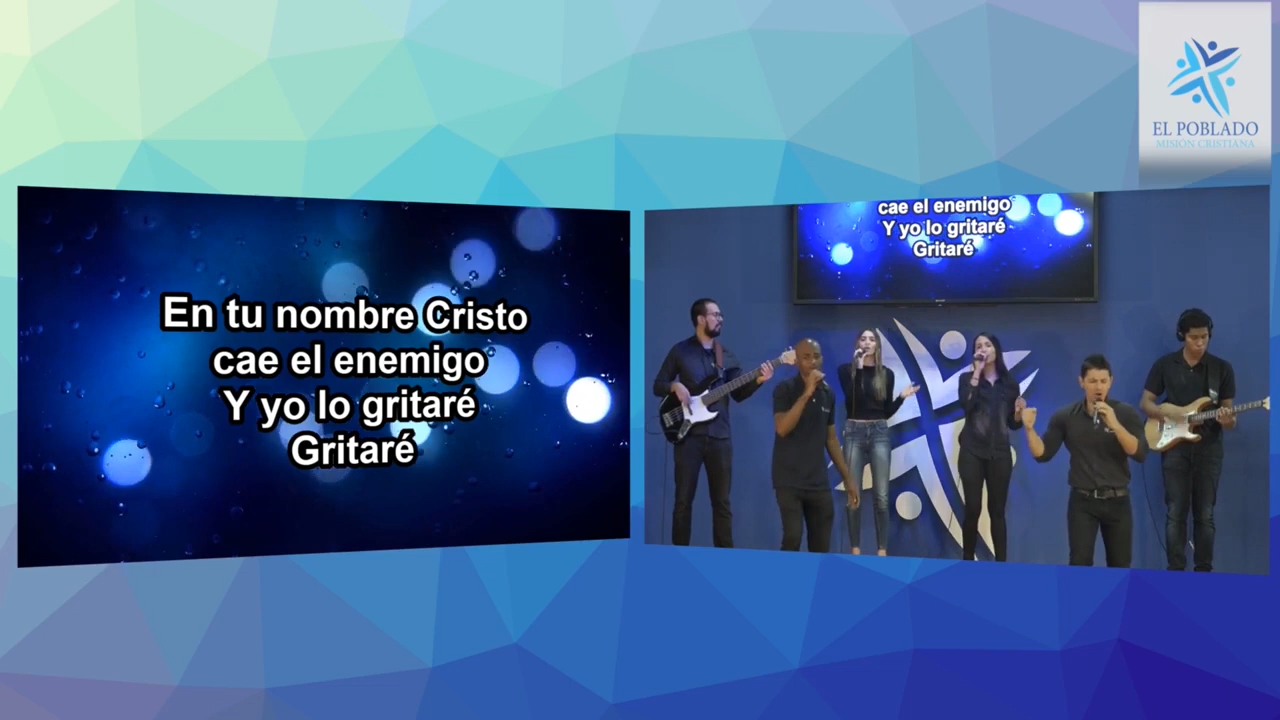 EL POBLADO
MISIÓN CRISTIANA
En tu nombre Cristo
cae el enemigo
Y yo lo gritaré
Gritaré
cae el enemigo
Y yo lo gritaré
Gritaré